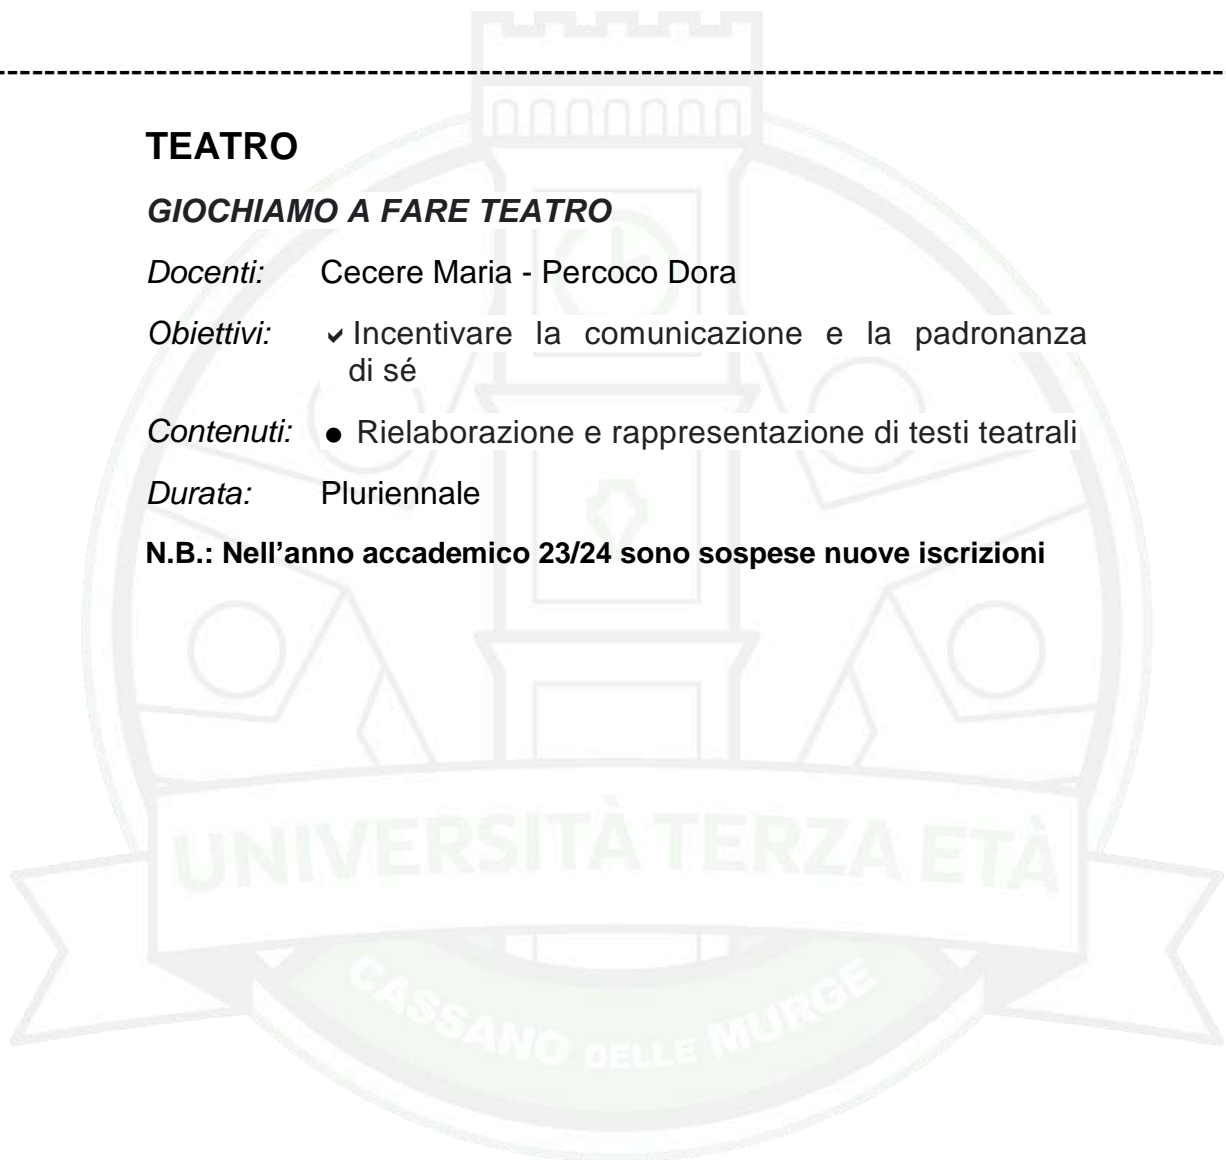 TEATRO
GIOCHIAMO A FARE TEATRO
Docenti: Cecere Maria - Percoco Dora
Obiettivi: ✓ Incentivare la comunicazione e la padronanza
di sé
Contenuti: ● Rielaborazione e rappresentazione di testi teatrali
Durata: Pluriennale
N.B.: Nell’anno accademico 23/24 sono sospese nuove iscrizioni
UNIVERSITÀ TERZA ETÀ
CASSANO DELLE MURGE